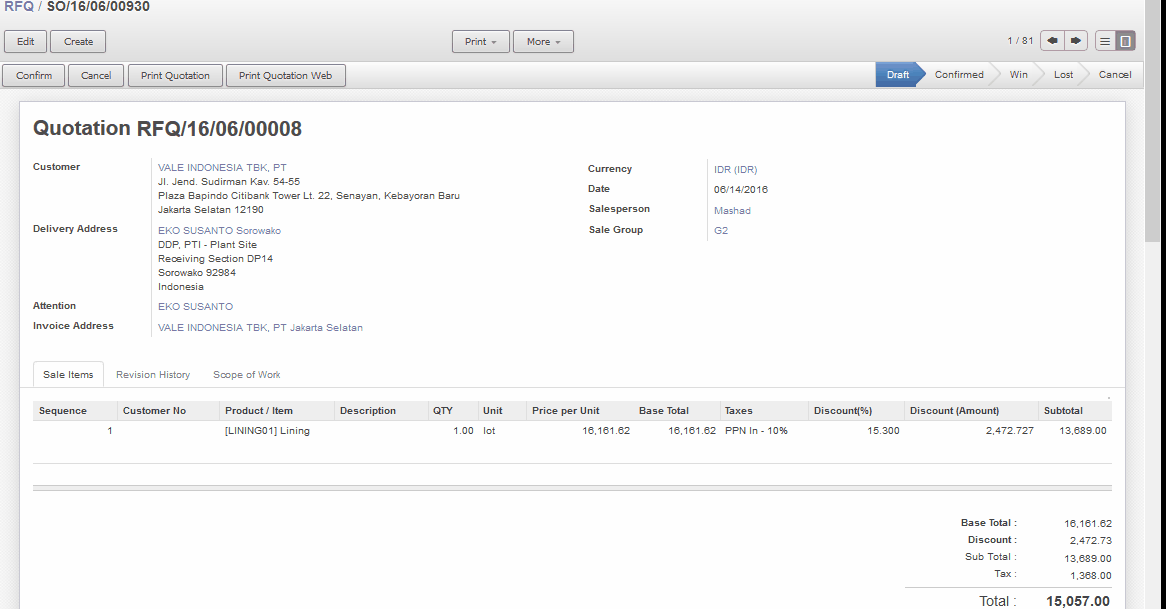 RFQ / SO/16/06/00930
Edit Create Print More 1 / 81
Confirm Cancel Print Quotation Print Quotation Web Draft Confirmed Win Lost Cancel
Quotation RFQ/16/06/00008
Customer VALE INDONESIA TBK, PT
Jl. Jend. Sudirman Kav. 54-55
Plaza Bapindo Citibank Tower Lt. 22, Senayan, Kebayoran Baru
Jakarta Selatan 12190
Delivery Address EKO SUSANTO Sorowako
DDP, PTI - Plant Site
Receiving Section DP14
Sorowako 92984
Indonesia
Attention EKO SUSANTO
Invoice Address VALE INDONESIA TBK, PT Jakarta Selatan
Currency IDR (IDR)
Date 06/14/2016
Salesperson Mashad
Sale Group G2
Sale Items Revision History Scope of Work
Sequence Customer No Product / Item Description QTY Unit Price per Unit Base Total Taxes Discount(%) Discount (Amount) Subtotal
1 [LINING01] Lining 1.00 lot 16,161.62 16,161.62 PPN In - 10% 15.300 2,472.727 13,689.00
Base Total : 16,161.62
Discount : 2,472.73
Sub Total : 13,689.00
Tax : 1,368.00
Total : 15,057.00